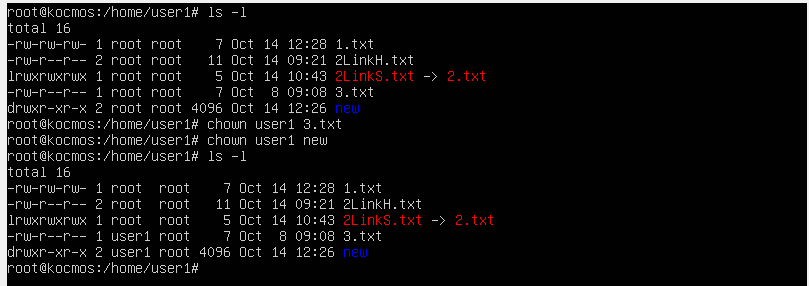 root@kocmos:/home/user1# ls -l
total 16
-rw-rw-rw- 1 root root    7 Oct 14 12:28 1.txt
-rw-r--r-- 2 root root   11 Oct 14 09:21 2LinkH.txt
lrwxrwxrwx 1 root root    5 Oct 14 10:43 2LinkS.txt -> 2.txt
-rw-r--r-- 1 root root    7 Oct  8 09:08 3.txt
drwxr-xr-x 2 root root 4096 Oct 14 12:26 new
root@kocmos:/home/user1# chown user1 3.txt
root@kocmos:/home/user1# chown user1 new
root@kocmos:/home/user1# ls -l
total 16
-rw-rw-rw- 1 root  root    7 Oct 14 12:28 1.txt
-rw-r--r-- 2 root  root   11 Oct 14 09:21 2LinkH.txt
lrwxrwxrwx 1 root  root    5 Oct 14 10:43 2LinkS.txt -> 2.txt
-rw-r--r-- 1 user1 root    7 Oct  8 09:08 3.txt
drwxr-xr-x 2 user1 root 4096 Oct 14 12:26 new
root@kocmos:/home/user1#